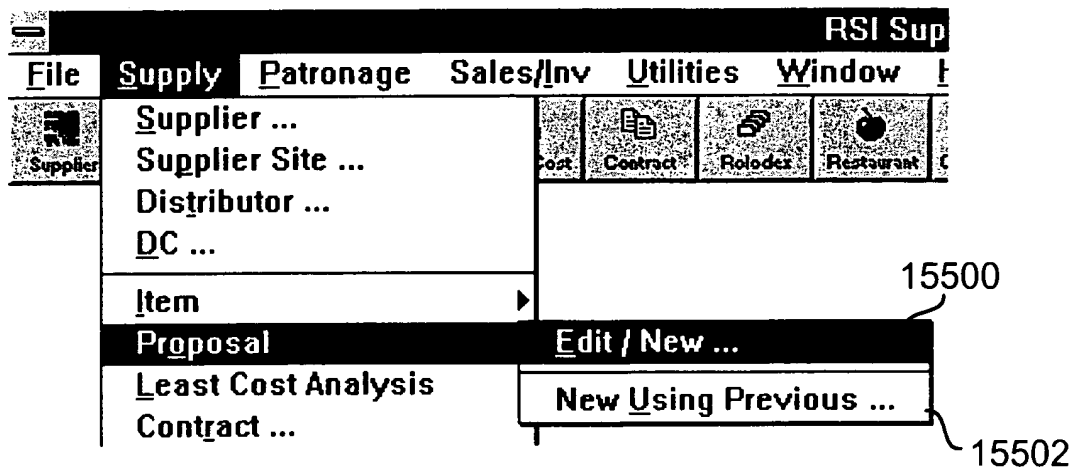 RSI Sup
File Supply Patronage Sales/Inv Utilities Window H
Supplier Cost Contract Rolodex Restaurant
Supplier ...
Supplier Site ...
Distributor ...
DC ...
Item
15500
Proposal Edit / New ...
Least Cost Analysis
New Using Previous ...
Contract ...
15502